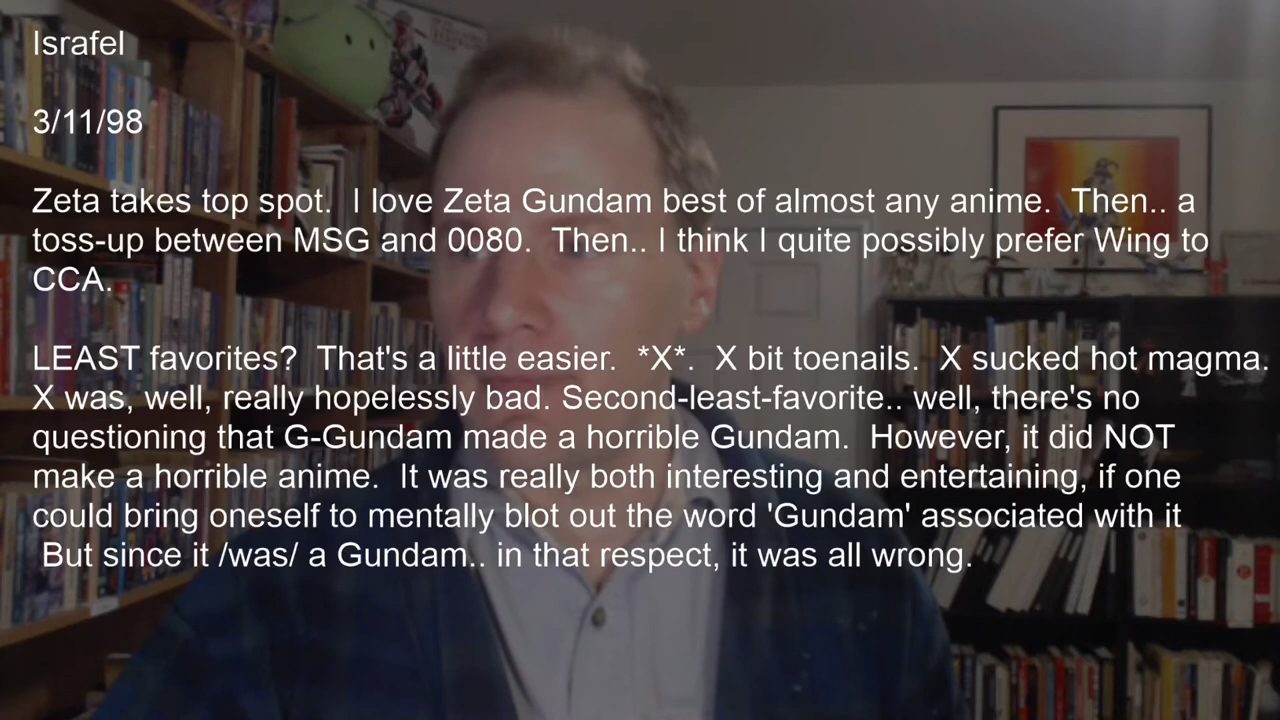 Israfel
3/11/98
Zeta takes top spot.  I love Zeta Gundam best of almost any anime.  Then.. a
toss-up between MSG and 0080.  Then.. I think I quite possibly prefer Wing to
CCA.
LEAST favorites?  That's a little easier.  *X*.  X bit toenails.  X sucked hot magma.
X was, well, really hopelessly bad. Second-least-favorite.. well, there's no
questioning that G-Gundam made a horrible Gundam.  However, it did NOT
make a horrible anime.  It was really both interesting and entertaining, if one
could bring oneself to mentally blot out the word 'Gundam' associated with it
But since it /was/ a Gundam.. in that respect, it was all wrong.